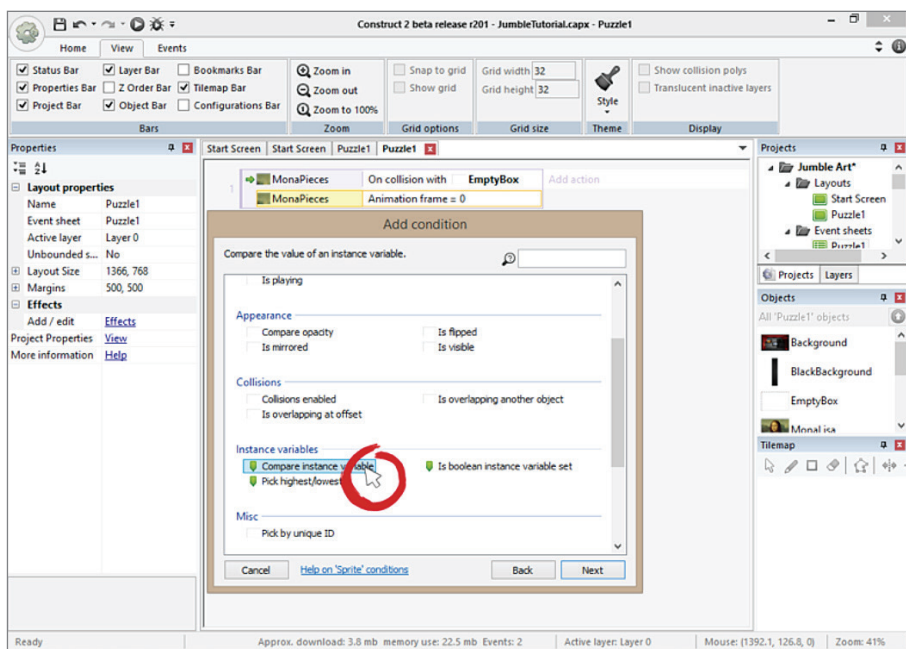 Construct 2 beta release r201 - JumbleTutorial.capx - Puzzle1
Home View Events
Status Bar Layer Bar Bookmarks Bar
Properties Bar Z Order Bar Tilemap Bar
Project Bar Object Bar Configurations Bar
Bars
Zoom in
Zoom out
Zoom to 100%
Zoom
Snap to grid
Show grid
Grid options
Grid width 32
Grid height 32
Grid size
Style
Theme
Show collision polys
Translucent inactive layers
Display
Properties
Layout properties
Name Puzzle1
Event sheet Puzzle1
Active layer Layer 0
Unbounded s... No
Layout Size 1366, 768
Margins 500, 500
Effects
Add / edit Effects
Project Properties View
More information Help
Start Screen Start Screen Puzzle1 Puzzle1
1
MonaPieces On collision with EmptyBox Add action
MonaPieces Animation frame = 0
Add condition
Compare the value of an instance variable.
Is playing
Appearance
Compare opacity Is flipped
Is mirrored Is visible
Collisions
Collisions enabled Is overlapping another object
Is overlapping at offset
Instance variables
Compare instance variable Is boolean instance variable set
Pick highest/lowest
Misc
Pick by unique ID
Cancel Help on 'Sprite' conditions Back Next
Projects
Jumble Art*
Layouts
Start Screen
Puzzle1
Event sheets
Puzzle1
Projects Layers
Objects
All 'Puzzle1' objects
Background
BlackBackground
EmptyBox
MonaLisa
Tilemap
Ready Approx. download: 3.8 mb memory use: 22.5 mb Events: 2 Active layer: Layer 0 Mouse: (1392.1, 126.8, 0) Zoom: 41%